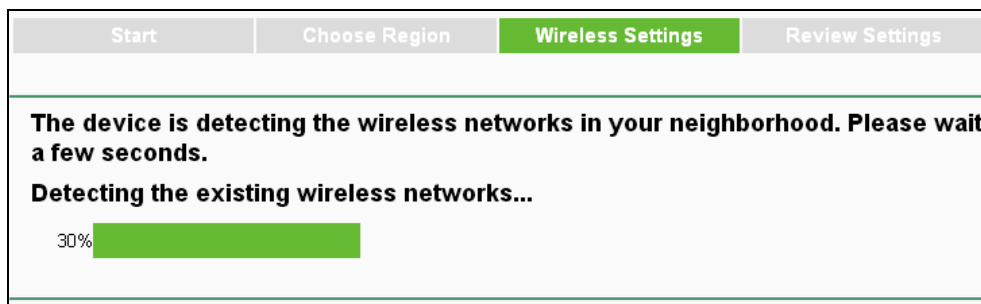 Start Choose Region Wireless Settings Review Settings
The device is detecting the wireless networks in your neighborhood. Please wait
a few seconds.
Detecting the existing wireless networks...
30%